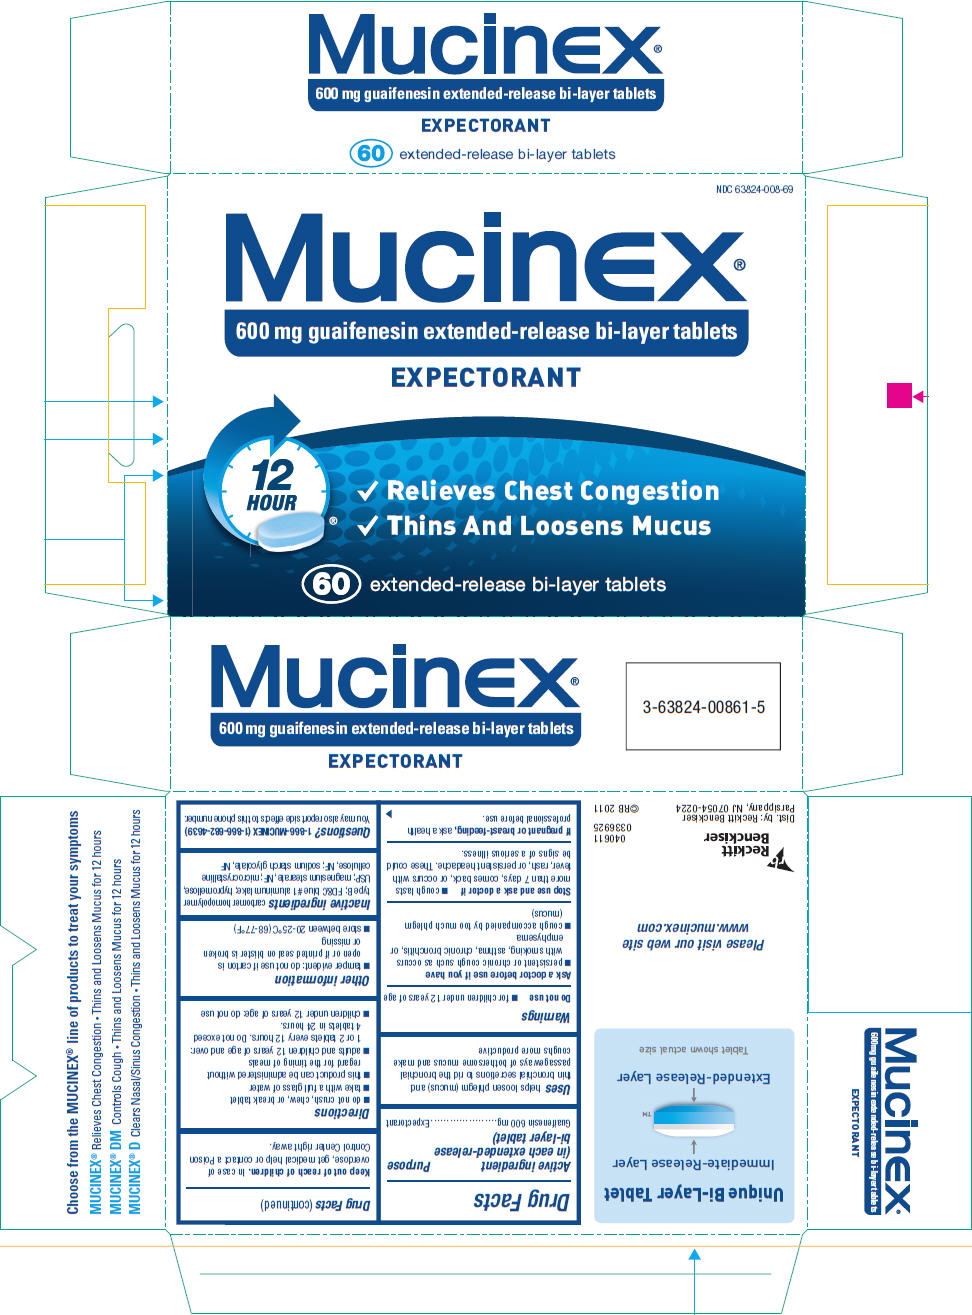 Mucinex®
600 mg guaifenesin extended-release bi-layer tablets
EXPECTORANT
60 extended-release bi-layer tablets
NDC 63824-008-69
Mucinex®
600 mg guaifenesin extended-release bi-layer tablets
EXPECTORANT
12
HOUR
®
✓ Relieves Chest Congestion
✓ Thins And Loosens Mucus
60 extended-release bi-layer tablets
Mucinex®
600 mg guaifenesin extended-release bi-layer tablets
EXPECTORANT
3-63824-00861-5
Choose from the MUCINEX® line of products to treat your symptoms
MUCINEX® Relieves Chest Congestion • Thins and Loosens Mucus for 12 hours
MUCINEX® DM Controls Cough • Thins and Loosens Mucus for 12 hours
MUCINEX® D Clears Nasal/Sinus Congestion • Thins and Loosens Mucus for 12 hours
Unique Bi-Layer Tablet
Immediate-Release Layer
TM
Extended-Release Layer
Tablet shown actual size
Please visit our web site
www.mucinex.com
Reckitt
Benckiser
040611
0336925
Dist. by: Reckitt Benckiser
Parsippany, NJ 07054-0224
©RB 2011
Drug Facts
Active ingredient
(in each extended-release
bi-layer tablet)
Purpose
Guaifenesin 600 mg....................Expectorant
Uses helps loosen phlegm (mucus) and
thin bronchial secretions to rid the bronchial
passageways of bothersome mucus and make
coughs more productive
Warnings
Do not use ■ for children under 12 years of age
Ask a doctor before use if you have
■ persistent or chronic cough such as occurs
with smoking, asthma, chronic bronchitis, or
emphysema
■ cough accompanied by too much phlegm
(mucus)
Stop use and ask a doctor if ■ cough lasts
more than 7 days, comes back, or occurs with
fever, rash, or persistent headache. These could
be signs of a serious illness.
If pregnant or breast-feeding, ask a health
professional before use.
Drug Facts (continued)
Keep out of reach of children. In case of
overdose, get medical help or contact a Poison
Control Center right away.
Directions
■ do not crush, chew, or break tablet
■ take with a full glass of water
■ this product can be administered without
regard for the timing of meals
■ adults and children 12 years of age and over:
1 or 2 tablets every 12 hours. Do not exceed
4 tablets in 24 hours.
■ children under 12 years of age: do not use
Other information
■ tamper evident: do not use if carton is
open or if printed seal on blister is broken
or missing
■ store between 20-25°C (68-77°F)
Inactive ingredients carbomer homopolymer
type B; FD&C blue #1 aluminum lake; hypromellose,
USP; magnesium stearate, NF; microcrystalline
cellulose, NF; sodium starch glycolate, NF
Questions? 1-866-MUCINEX (1-866-682-4639)
You may also report side effects to this phone number.
Mucinex®
600 mg guaifenesin extended-release bi-layer tablets
EXPECTORANT